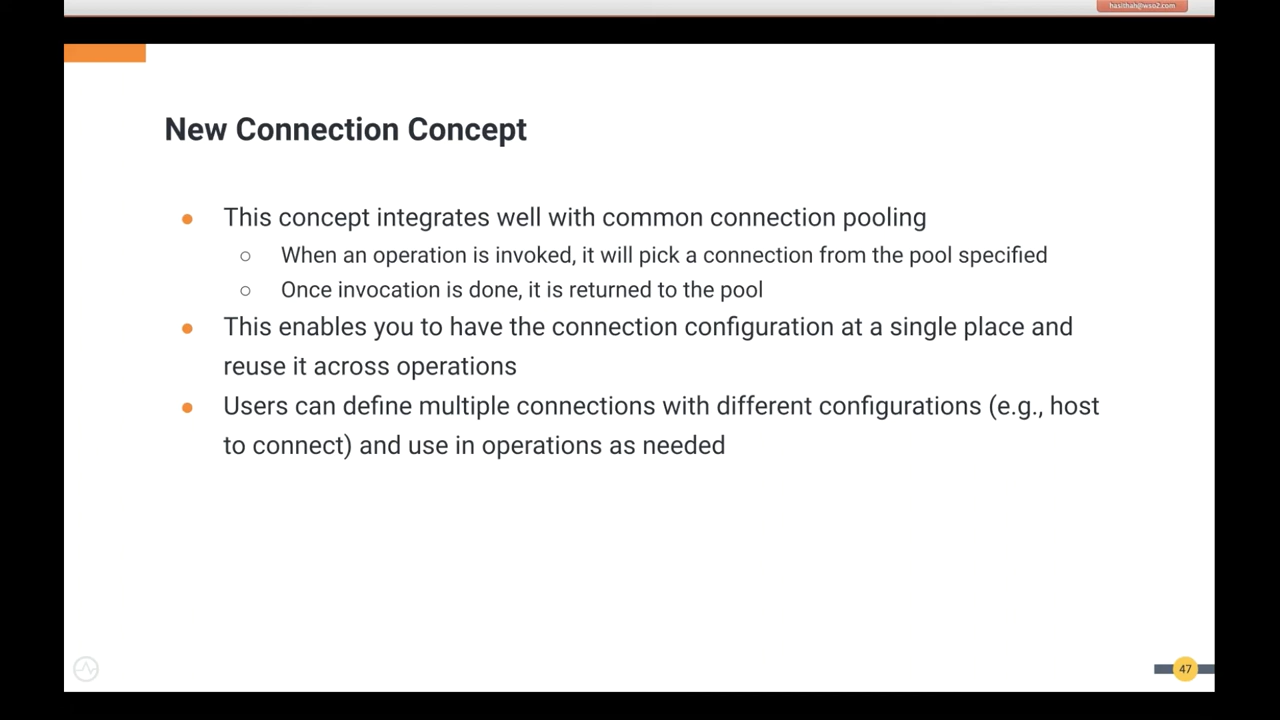 hasithah@wso2.com
New Connection Concept
● This concept integrates well with common connection pooling
○ When an operation is invoked, it will pick a connection from the pool specified
○ Once invocation is done, it is returned to the pool
● This enables you to have the connection configuration at a single place and
reuse it across operations
● Users can define multiple connections with different configurations (e.g., host
to connect) and use in operations as needed
47